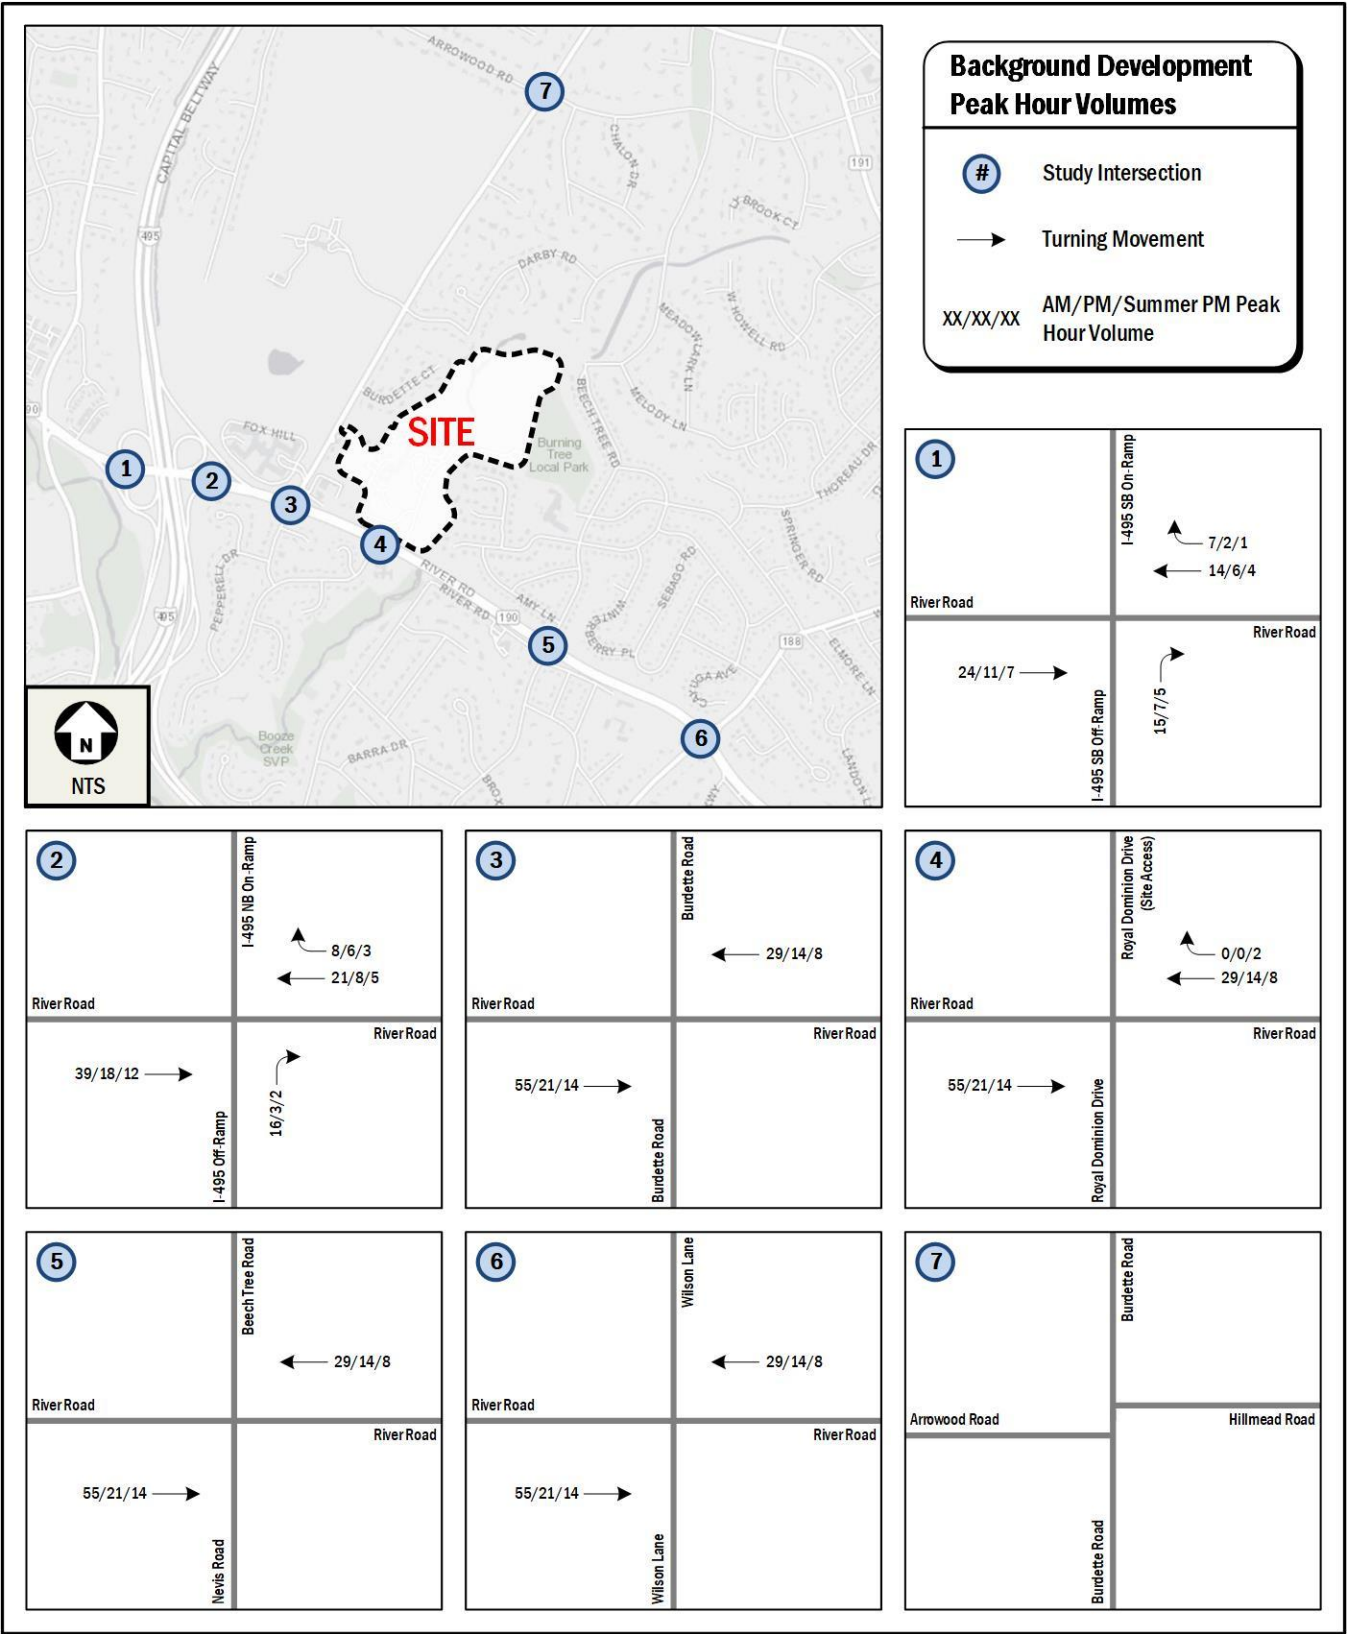 ARROWOOD RD
7
CAPITAL BELTWAY
CHALON DR
191
BROOK CT
495
DARBY RD
W HOWELL RD
MEADOWLARK LN
BURDETTE CT
BEECH TREE RD
MELODY LN
SITE
FOX HILL
Burning
Tree
Local Park
THOREAU DR
90
1
2
3
4
SPRINGER RD
PEPPERELL DR
RIVER RD
RIVER RD
SEBAGO RD
495
190
AMY LN
WINTER
BERRY PL
5
188
ELMORE LN
CAYUGA AVE
6
Booze
Creek
SVP
BARRA DR
LANDON L
BROX
WY
N
NTS
Background Development
Peak Hour Volumes
#
Study Intersection
Turning Movement
XX/XX/XX
AM/PM/Summer PM Peak
Hour Volume
1
I-495 SB On-Ramp
7/2/1
14/6/4
River Road
River Road
24/11/7
15/7/5
I-495 SB Off-Ramp
2
I-495 NB On-Ramp
8/6/3
21/8/5
River Road
River Road
39/18/12
16/3/2
I-495 Off-Ramp
3
Burdette Road
29/14/8
River Road
River Road
55/21/14
Burdette Road
4
Royal Dominion Drive
(Site Access)
0/0/2
29/14/8
River Road
River Road
55/21/14
Royal Dominion Drive
5
Beech Tree Road
29/14/8
River Road
River Road
55/21/14
Nevis Road
6
Wilson Lane
29/14/8
River Road
River Road
55/21/14
Wilson Lane
7
Burdette Road
Arrowood Road
Hillmead Road
Burdette Road